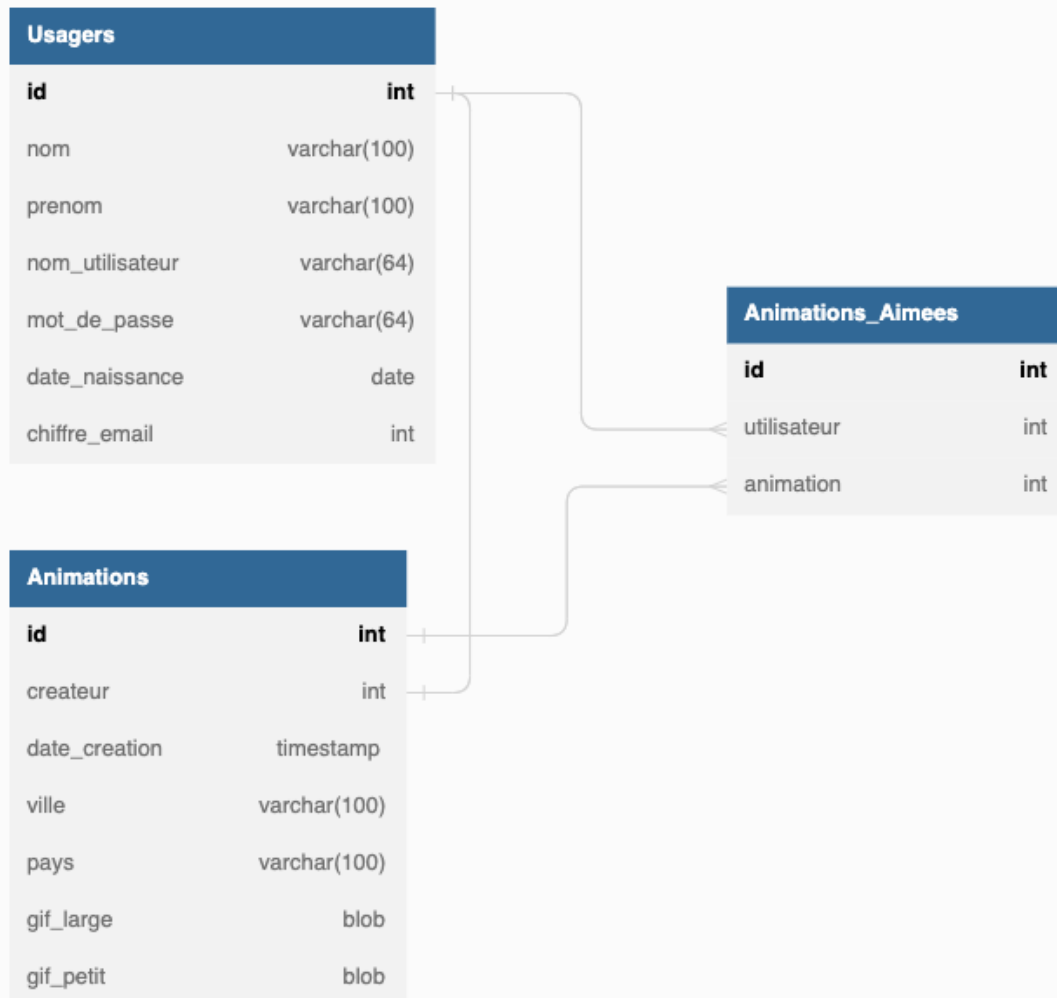 Usagers
id int
nom varchar(100)
prenom varchar(100)
nom_utilisateur varchar(64)
mot_de_passe varchar(64)
date_naissance date
chiffre_email int
Animations_Aimees
id int
utilisateur int
animation int
Animations
id int
createur int
date_creation timestamp
ville varchar(100)
pays varchar(100)
gif_large blob
gif_petit blob